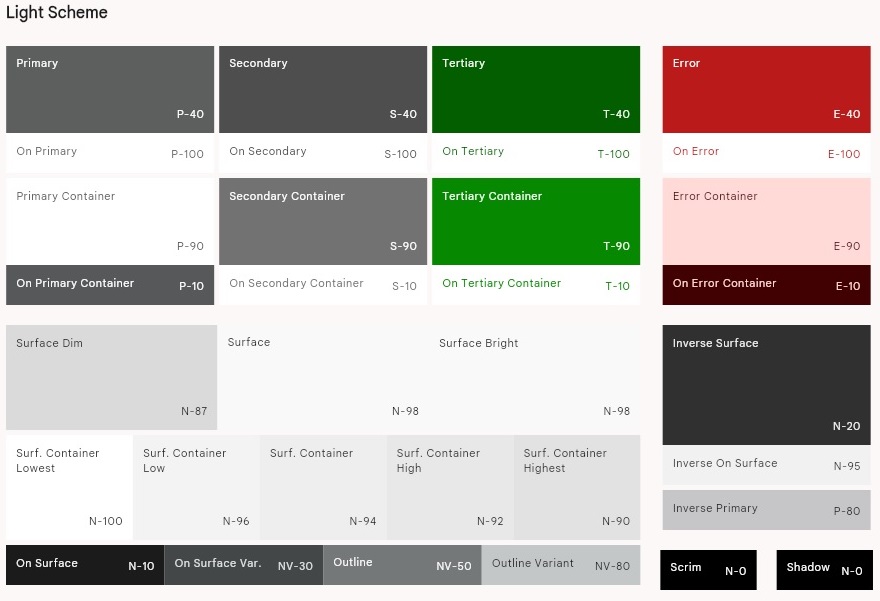 Light Scheme
Primary
P-40
Secondary
S-40
Tertiary
T-40
Error
E-40
On Primary
P-100
On Secondary
S-100
On Tertiary
T-100
On Error
E-100
Primary Container
P-90
Secondary Container
S-90
Tertiary Container
T-90
Error Container
E-90
On Primary Container
P-10
On Secondary Container
S-10
On Tertiary Container
T-10
On Error Container
E-10
Surface Dim
N-87
Surface
N-98
Surface Bright
N-98
Inverse Surface
N-20
Surf. Container
Lowest
N-100
Surf. Container
Low
N-96
Surf. Container
N-94
Surf. Container
High
N-92
Surf. Container
Highest
N-90
Inverse On Surface
N-95
Inverse Primary
P-80
On Surface
N-10
On Surface Var.
NV-30
Outline
NV-50
Outline Variant
NV-80
Scrim
N-0
Shadow
N-0